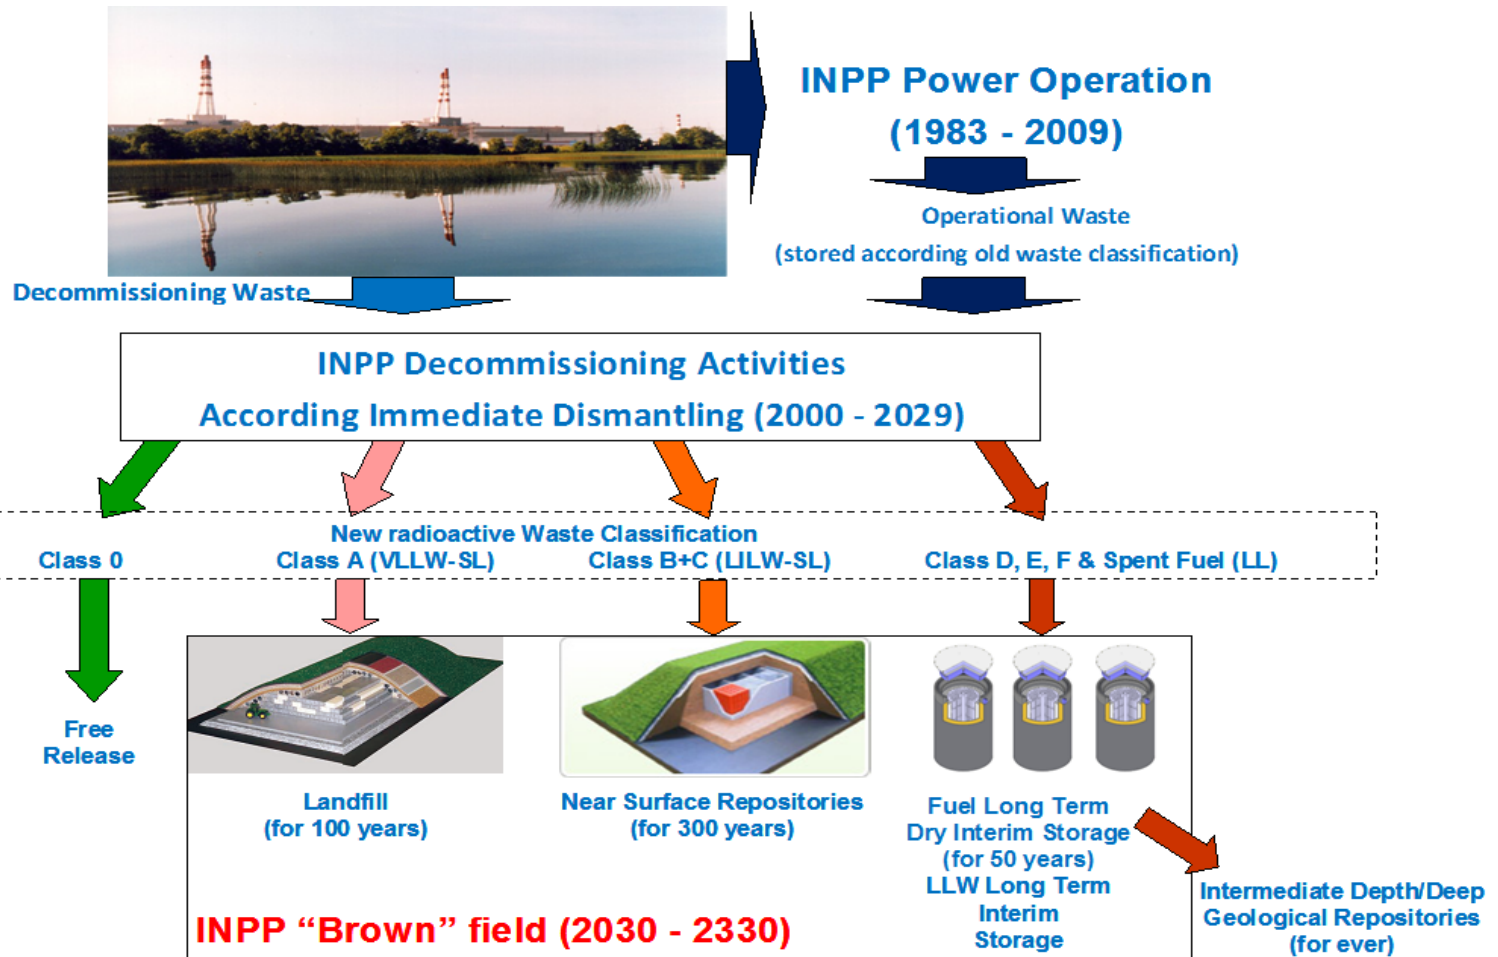 INPP Power Operation
(1983 - 2009)
Operational Waste
(stored according old waste classification)
Decommissioning Waste
INPP Decommissioning Activities
According Immediate Dismantling (2000 - 2029)
New radioactive Waste Classification
Class 0
Class A (VLLW-SL)
Class B+C (LILW-SL)
Class D, E, F & Spent Fuel (LL)
Free
Release
Landfill
(for 100 years)
Near Surface Repositories
(for 300 years)
Fuel Long Term
Dry Interim Storage
(for 50 years)
LLW Long Term
Interim
Storage
Intermediate Depth/Deep
Geological Repositories
(for ever)
INPP “Brown” field (2030 - 2330)